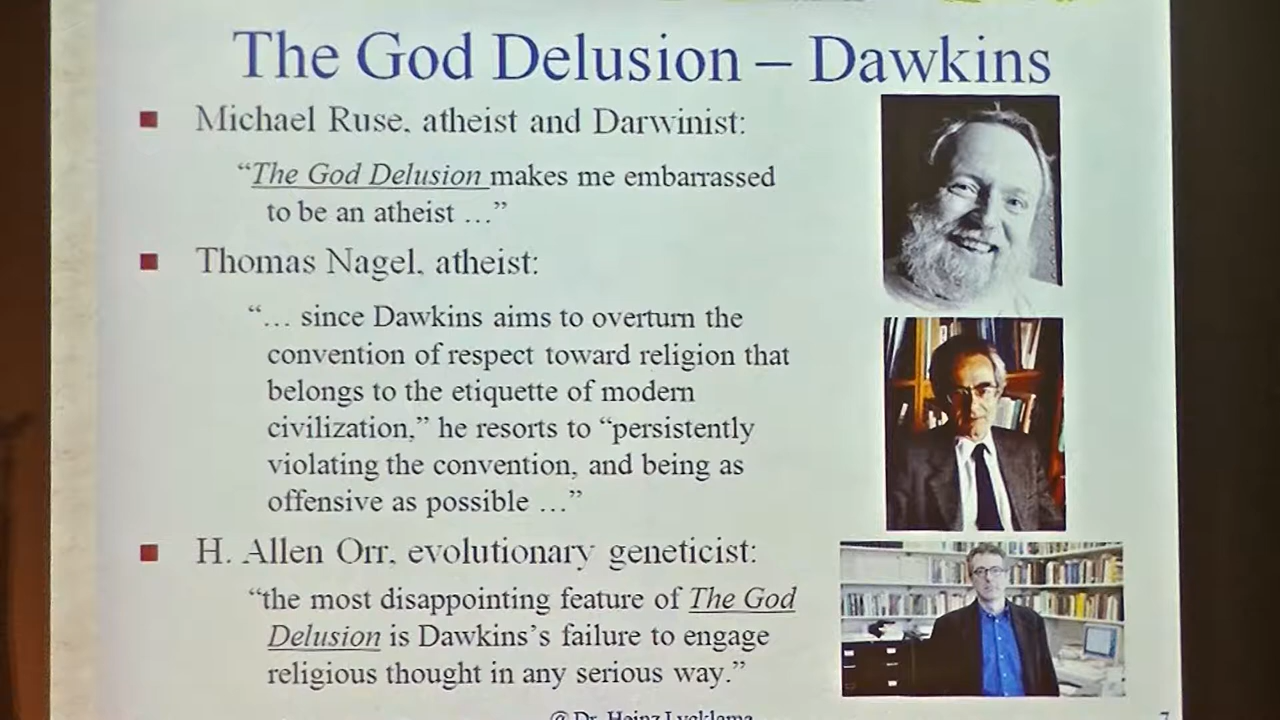 The God Delusion – Dawkins
Michael Ruse, atheist and Darwinist:
“The God Delusion makes me embarrassed
to be an atheist …”
Thomas Nagel, atheist:
“… since Dawkins aims to overturn the
convention of respect toward religion that
belongs to the etiquette of modern
civilization,” he resorts to “persistently
violating the convention, and being as
offensive as possible …”
H. Allen Orr, evolutionary geneticist:
“the most disappointing feature of The God
Delusion is Dawkins’s failure to engage
religious thought in any serious way.”
@ Dr. Heinz Lycklama
7